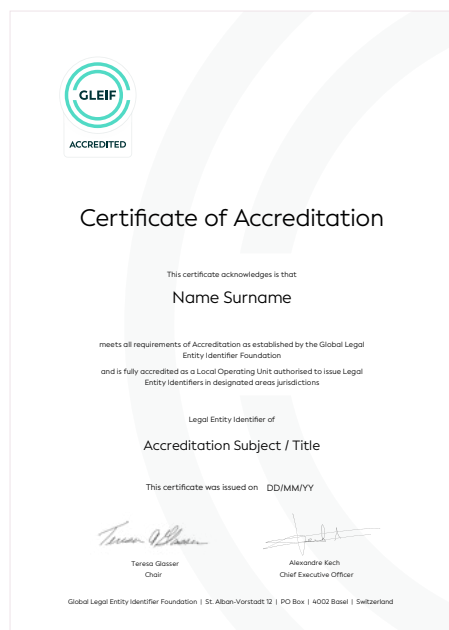 GLEIF
ACCREDITED
Certificate of Accreditation
This certificate acknowledges is that
Name Surname
meets all requirements of Accreditation as established by the Global Legal
Entity Identifier Foundation
and is fully accredited as a Local Operating Unit authorised to issue Legal
Entity Identifiers in designated areas jurisdictions
Legal Entity Identifier of
Accreditation Subject / Title
This certificate was issued on DD/MM/YY
Teresa Glasser
Alexandre Kech
Chair
Chief Executive Officer
Global Legal Entity Identifier Foundation | St. Alban-Vorstadt 12 | PO Box | 4002 Basel | Switzerland